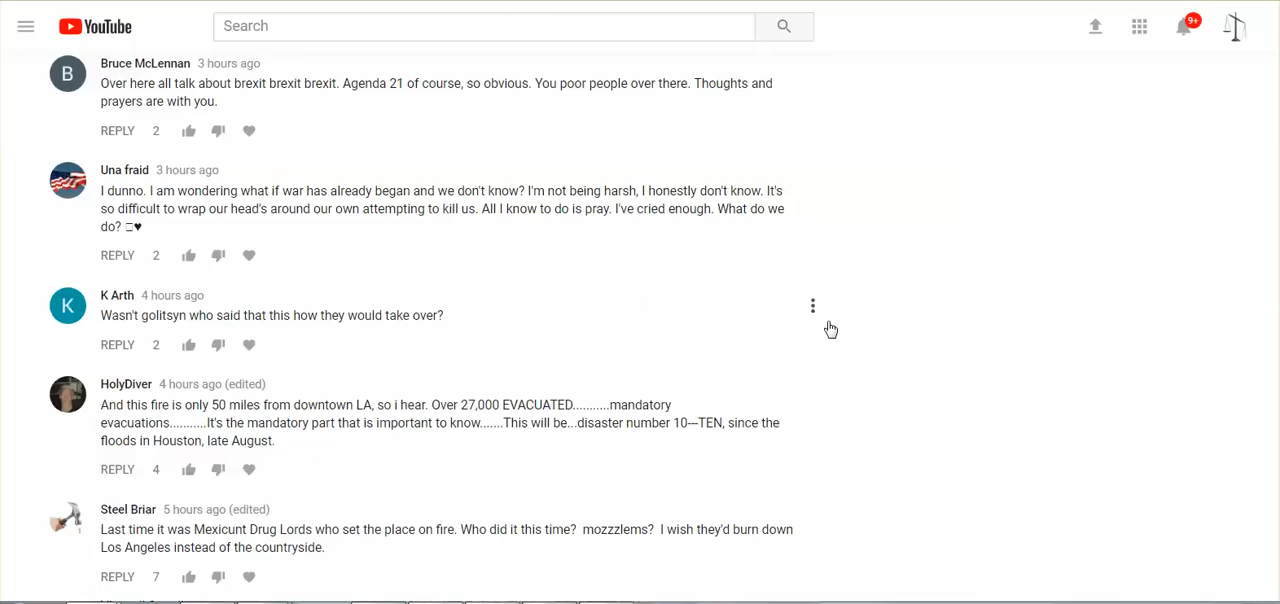 YouTube
Search
9+
B
Bruce McLennan 3 hours ago
Over here all talk about brexit brexit brexit. Agenda 21 of course, so obvious. You poor people over there. Thoughts and
prayers are with you.
REPLY 2
Una fraid 3 hours ago
I dunno. I am wondering what if war has already began and we don't know? I'm not being harsh, I honestly don't know. It's
so difficult to wrap our head's around our own attempting to kill us. All I know to do is pray. I've cried enough. What do we
do? □♥
REPLY 2
K
K Arth 4 hours ago
Wasn't golitsyn who said that this how they would take over?
REPLY 2
HolyDiver 4 hours ago (edited)
And this fire is only 50 miles from downtown LA, so i hear. Over 27,000 EVACUATED...........mandatory
evacuations...........It's the mandatory part that is important to know.......This will be...disaster number 10---TEN, since the
floods in Houston, late August.
REPLY 4
Steel Briar 5 hours ago (edited)
Last time it was Mexicunt Drug Lords who set the place on fire. Who did it this time? mozzzlems? I wish they'd burn down
Los Angeles instead of the countryside.
REPLY 7